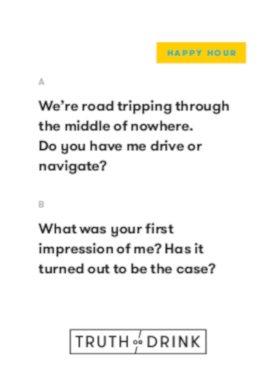 HAPPY HOUR
A
We're road tripping through
the middle of nowhere.
Do you have me drive or
navigate?
B
What was your first
impression of me? Has it
turned out to be the case?
TRUTH OR DRINK